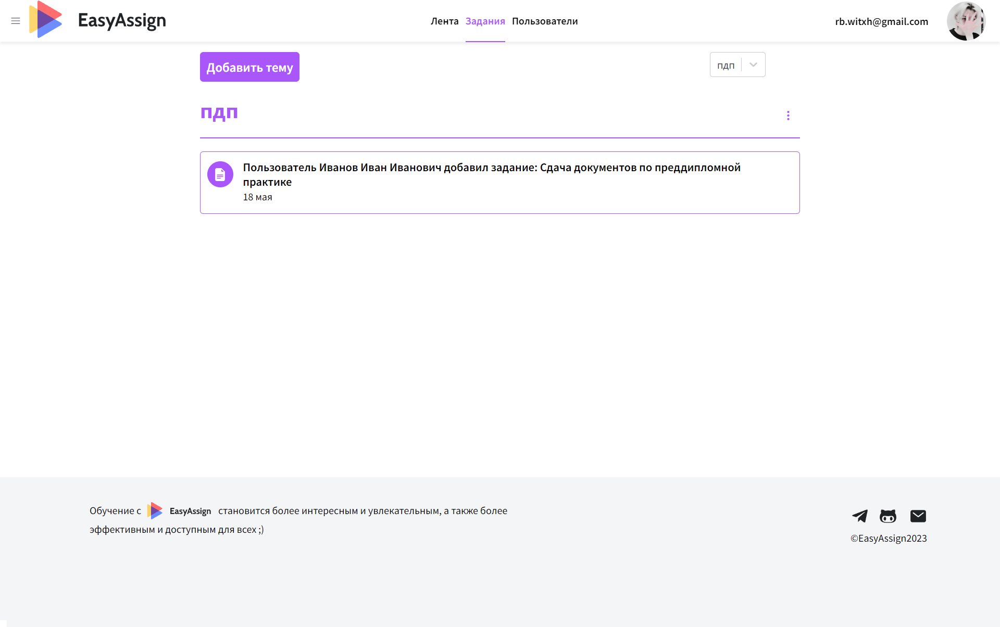 EasyAssign
Лента Задания Пользователи
rb.witxh@gmail.com
Добавить тему
пдп
пдп
Пользователь Иванов Иван Иванович добавил задание: Сдача документов по преддипломной
практике
18 мая
Обучение с EasyAssign становится более интересным и увлекательным, а также более
эффективным и доступным для всех ;)
©EasyAssign2023